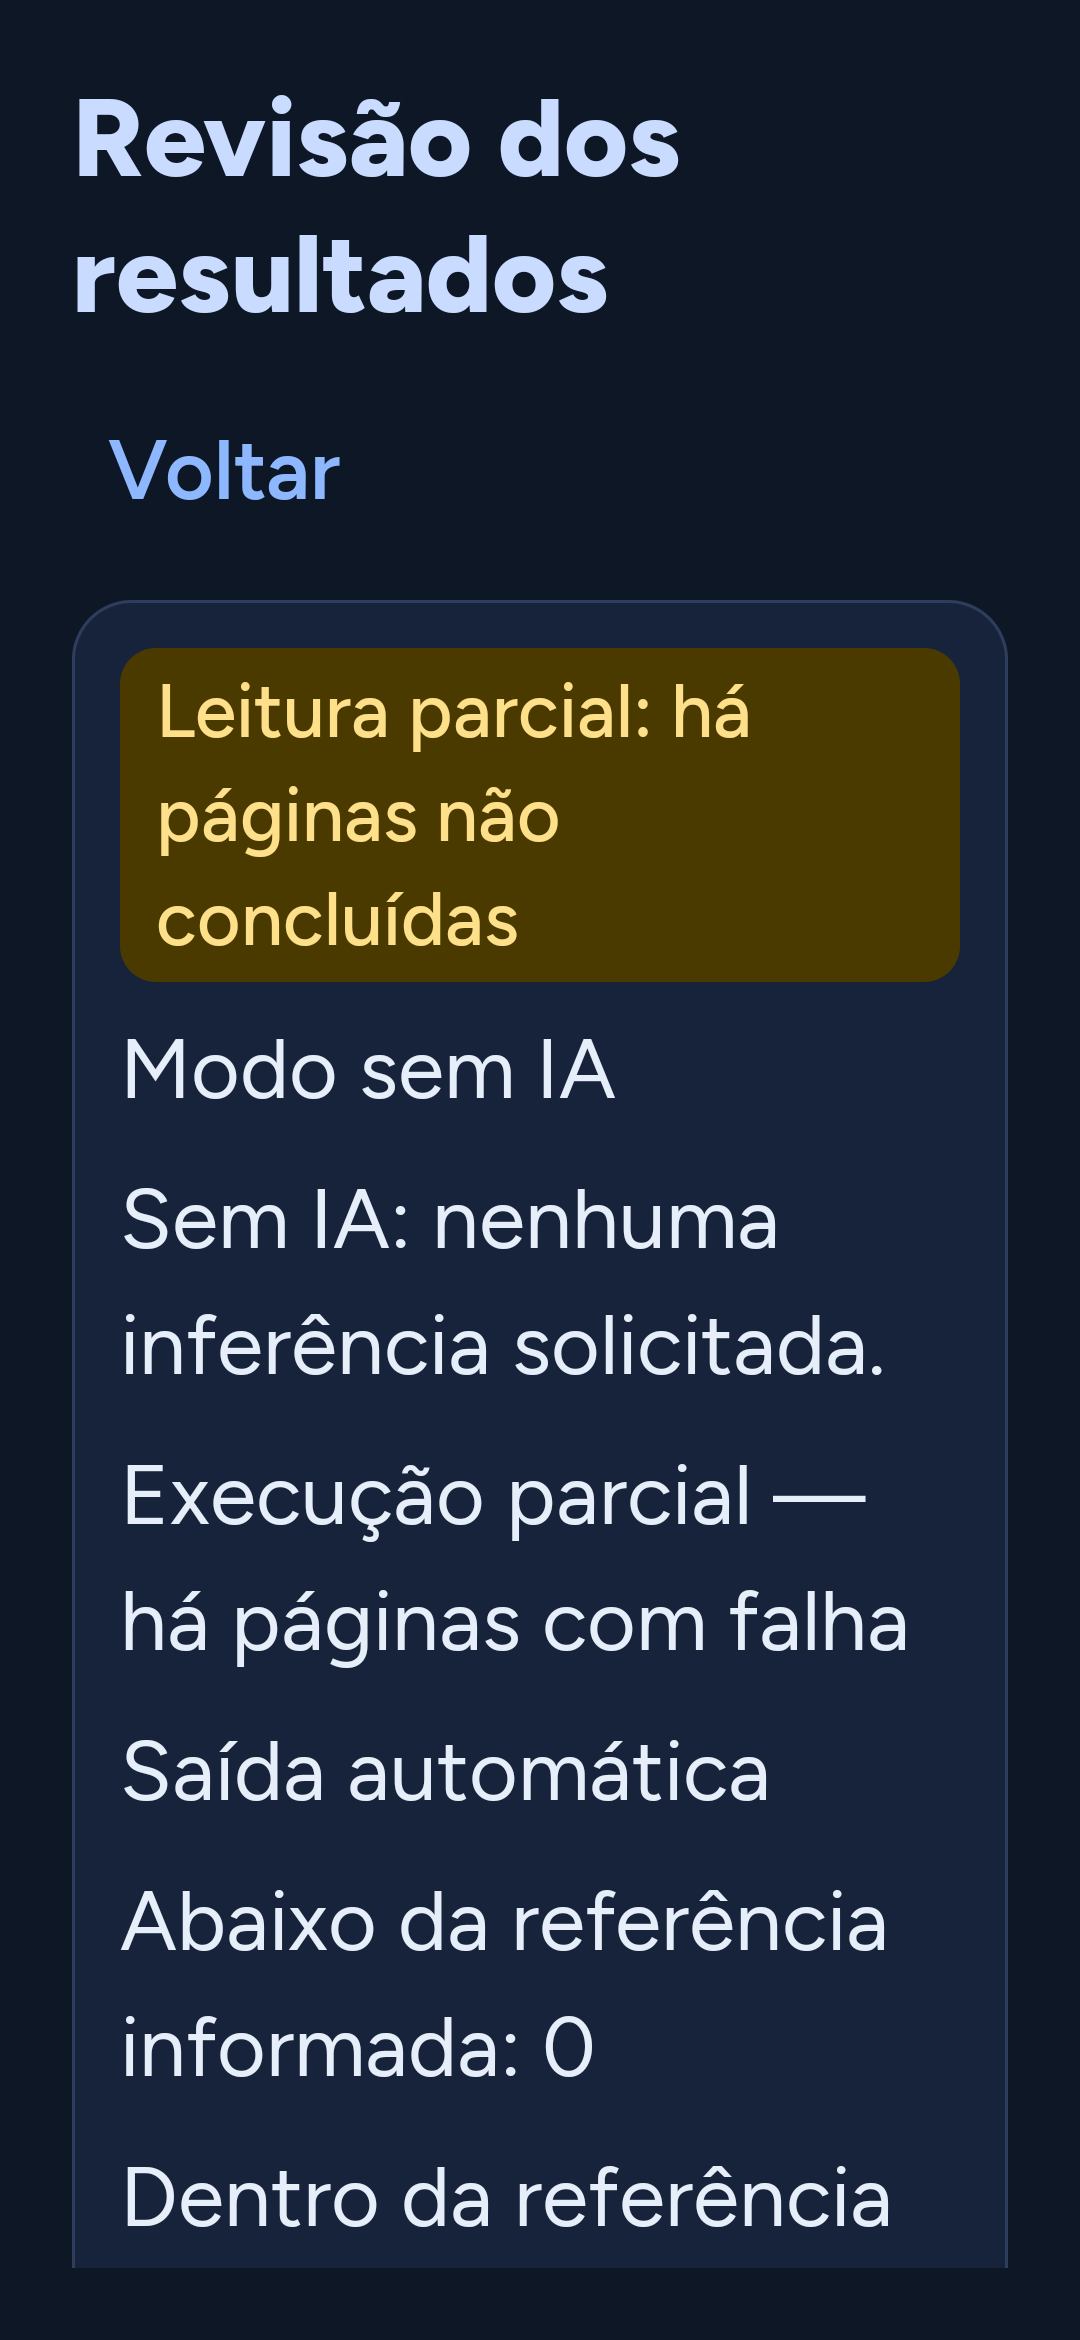 Revisão dos
resultados
Voltar
Leitura parcial: há
páginas não
concluídas
Modo sem IA
Sem IA: nenhuma
inferência solicitada.
Execução parcial —
há páginas com falha
Saída automática
Abaixo da referência
informada: 0
Dentro da referência